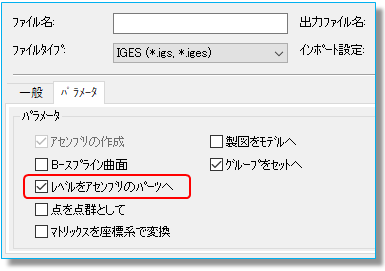 ファイル名: 出力ファイル名:
ファイルタイプ: IGES (*.igs, *.iges) インポート設定:
一般 パラメータ
パラメータ
アセンブリの作成 製図をモデルへ
B-スプライン曲面 グループをセットへ
レベルをアセンブリのパーツへ
点を点群として
マトリックスを座標系で変換